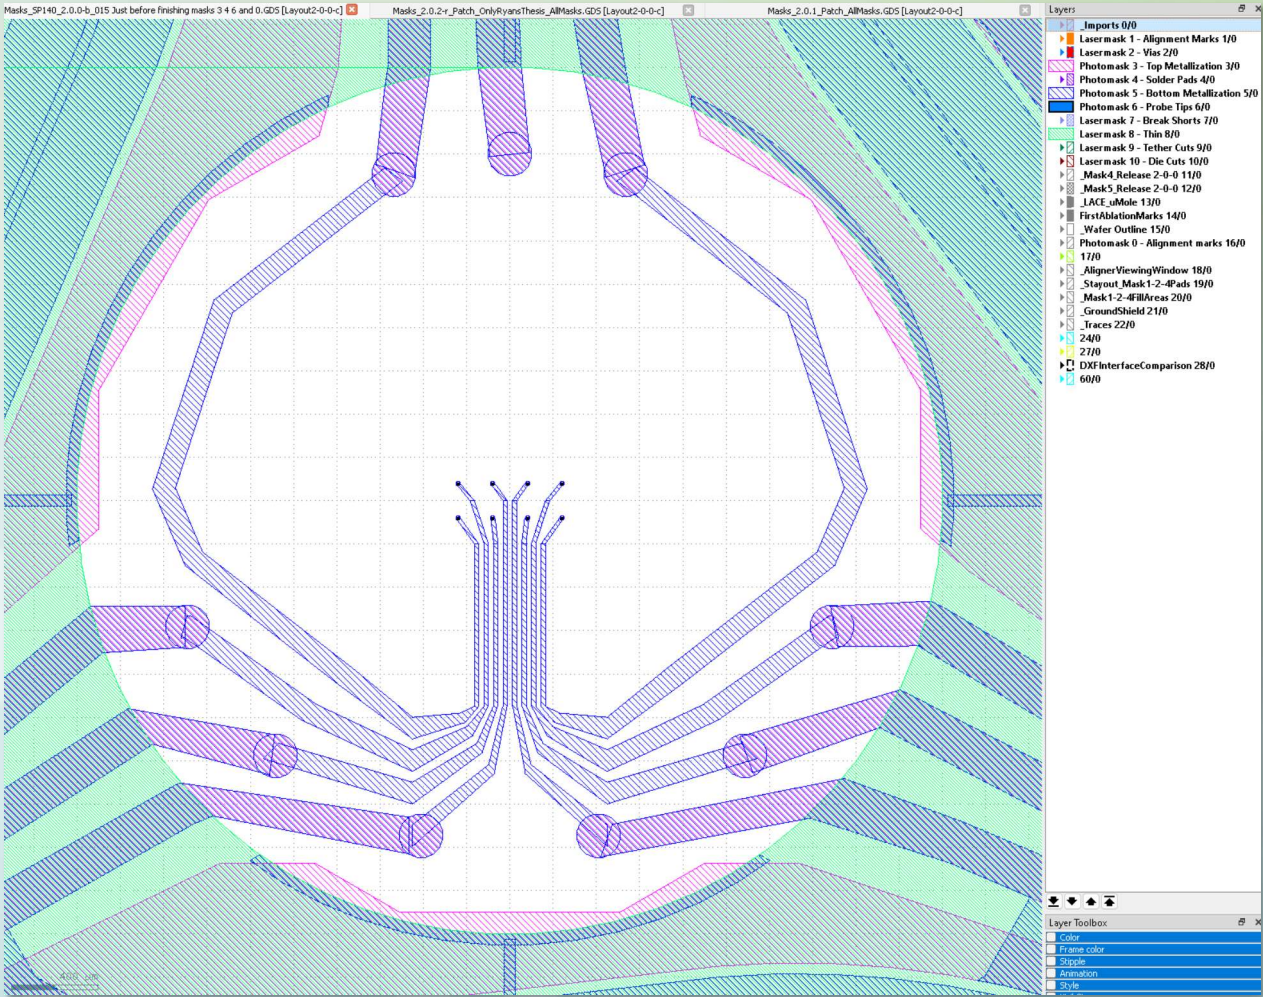 Masks_SP140_2.0.0-b_015 Just before finishing masks 3 4 6 and 0.GDS [Layout2-0-0-c]
Masks_2.0.2-r_Patch_OnlyRyansThesis_AllMasks.GDS [Layout2-0-0-c]
Masks_2.0.1_Patch_AllMasks.GDS [Layout2-0-0-c]
Layers
_Imports 0/0
Lasermask 1 - Alignment Marks 1/0
Lasermask 2 - Vias 2/0
Photomask 3 - Top Metallization 3/0
Photomask 4 - Solder Pads 4/0
Photomask 5 - Bottom Metallization 5/0
Photomask 6 - Probe Tips 6/0
Lasermask 7 - Break Shorts 7/0
Lasermask 8 - Thin 8/0
Lasermask 9 - Tether Cuts 9/0
Lasermask 10 - Die Cuts 10/0
_Mask4_Release 2-0-0 11/0
_Mask5_Release 2-0-0 12/0
_LACE_uMole 13/0
FirstAblationMarks 14/0
_Wafer Outline 15/0
Photomask 0 - Alignment marks 16/0
17/0
_AlignerViewingWindow 18/0
_Stayout_Mask1-2-4Pads 19/0
_Mask1-2-4FillAreas 20/0
_GroundShield 21/0
_Traces 22/0
24/0
27/0
DXFInterfaceComparison 28/0
60/0
400 µm
Layer Toolbox
Color
Frame color
Stipple
Animation
Style